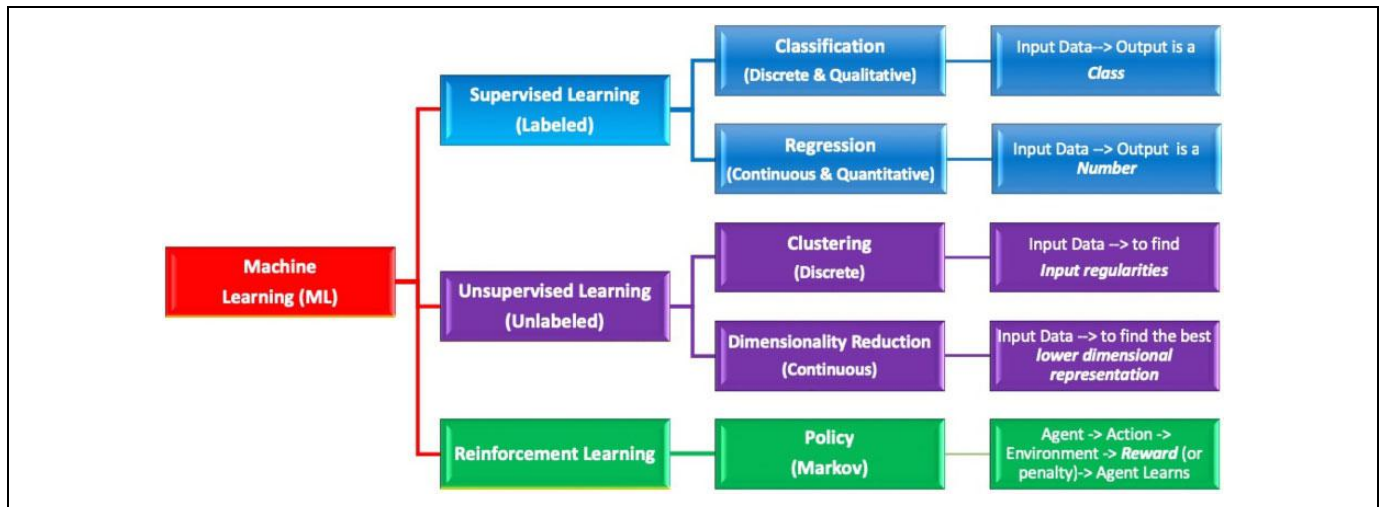 Machine
Learning (ML)
Supervised Learning
(Labeled)
Classification
(Discrete & Qualitative)
Input Data--> Output is a
Class
Regression
(Continuous & Quantitative)
Input Data --> Output is a
Number
Unsupervised Learning
(Unlabeled)
Clustering
(Discrete)
Input Data --> to find
Input regularities
Dimensionality Reduction
(Continuous)
Input Data --> to find the best
lower dimensional
representation
Reinforcement Learning
Policy
(Markov)
Agent -> Action ->
Environment -> Reward (or
penalty)-> Agent Learns